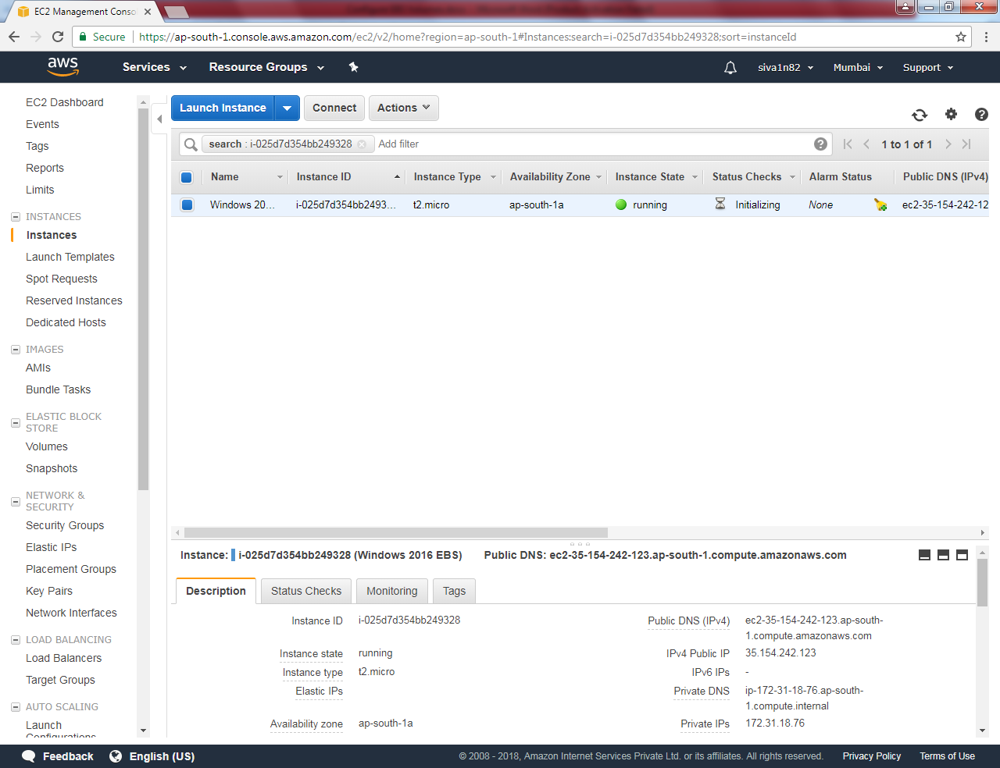 EC2 Management Conso
Secure
https://ap-south-1.console.aws.amazon.com/ec2/v2/home?region=ap-south-1#Instances:search=i-025d7d354bb249328;sort=instanceId
aws
Services
Resource Groups
siva1n82
Mumbai
Support
EC2 Dashboard
Events
Tags
Reports
Limits
INSTANCES
Instances
Launch Templates
Spot Requests
Reserved Instances
Dedicated Hosts
IMAGES
AMIs
Bundle Tasks
ELASTIC BLOCK
STORE
Volumes
Snapshots
NETWORK &
SECURITY
Security Groups
Elastic IPs
Placement Groups
Key Pairs
Network Interfaces
LOAD BALANCING
Load Balancers
Target Groups
AUTO SCALING
Launch
Configurations
Launch Instance
Connect
Actions
search : i-025d7d354bb249328
Add filter
1 to 1 of 1
Name Instance ID Instance Type Availability Zone Instance State Status Checks Alarm Status Public DNS (IPv4)
Windows 20... i-025d7d354bb2493... t2.micro ap-south-1a running Initializing None ec2-35-154-242-12
Instance: i-025d7d354bb249328 (Windows 2016 EBS) Public DNS: ec2-35-154-242-123.ap-south-1.compute.amazonaws.com
Description
Status Checks
Monitoring
Tags
Instance ID i-025d7d354bb249328
Instance state running
Instance type t2.micro
Elastic IPs
Availability zone ap-south-1a
Public DNS (IPv4) ec2-35-154-242-123.ap-south-
1.compute.amazonaws.com
IPv4 Public IP 35.154.242.123
IPv6 IPs -
Private DNS ip-172-31-18-76.ap-south-
1.compute.internal
Private IPs 172.31.18.76
Feedback
English (US)
© 2008 - 2018, Amazon Internet Services Private Ltd. or its affiliates. All rights reserved.
Privacy Policy
Terms of Use